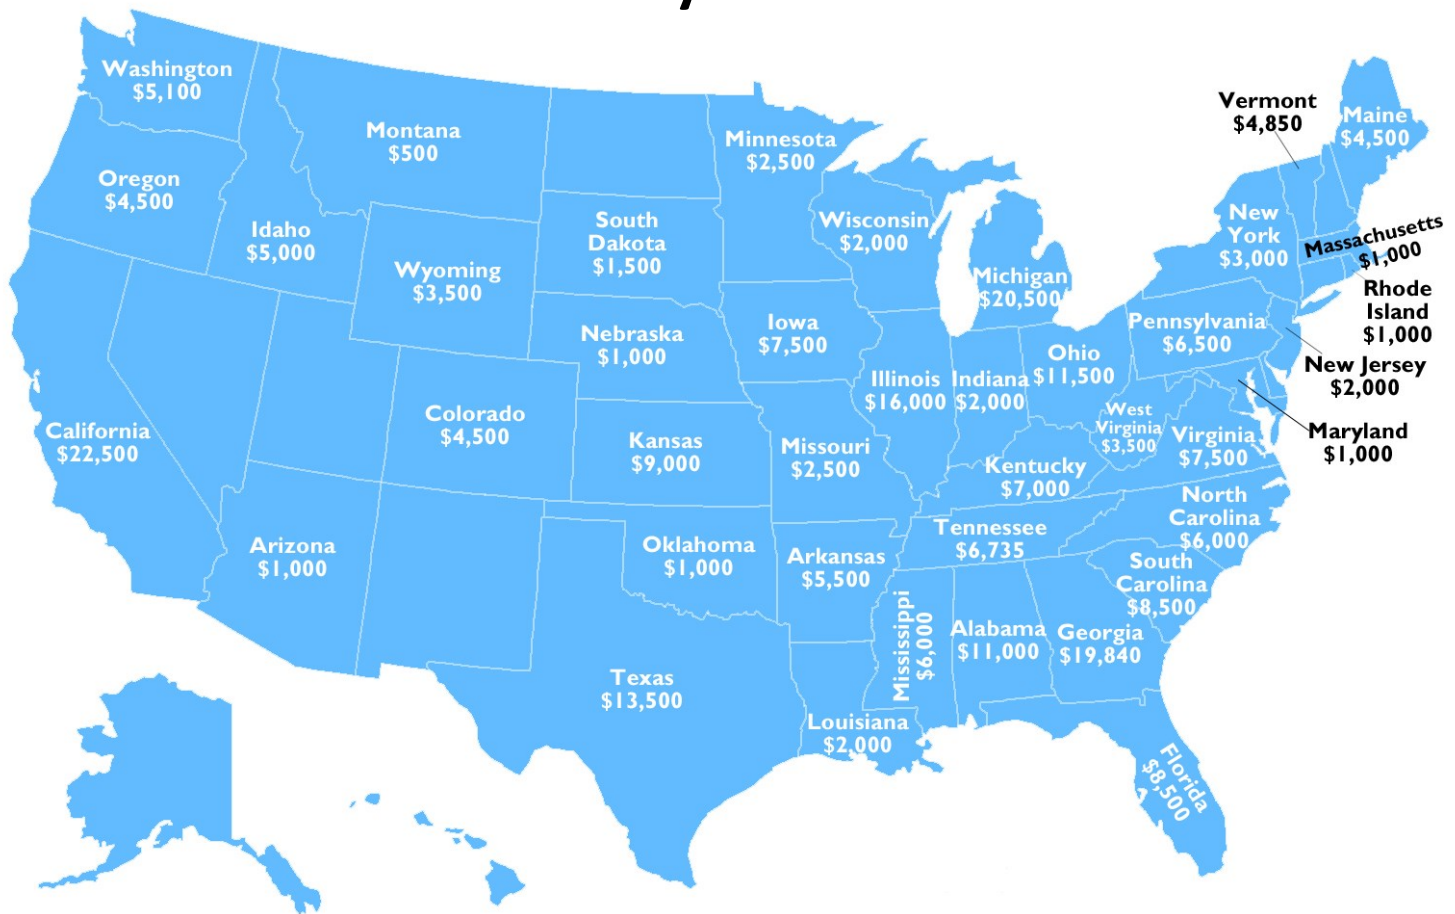 Washington
$5,100
Montana
$500
Minnesota
$2,500
Vermont
$4,850
Maine
$4,500
Oregon
$4,500
Idaho
$5,000
Wyoming
$3,500
South
Dakota
$1,500
Wisconsin
$2,000
Michigan
$20,500
New
York
$3,000
Massachusetts
$1,000
Rhode
Island
$1,000
Nebraska
$1,000
Iowa
$7,500
Pennsylvania
$6,500
New Jersey
$2,000
Illinois
$16,000
Indiana
$2,000
Ohio
$11,500
California
$22,500
Colorado
$4,500
Kansas
$9,000
Missouri
$2,500
West
Virginia
$3,500
Virginia
$7,500
Maryland
$1,000
Kentucky
$7,000
North
Carolina
$6,000
Tennessee
$6,735
Arizona
$1,000
Oklahoma
$1,000
Arkansas
$5,500
South
Carolina
$8,500
Mississippi
$6,000
Alabama
$11,000
Georgia
$19,840
Texas
$13,500
Louisiana
$2,000
Florida
$8,500